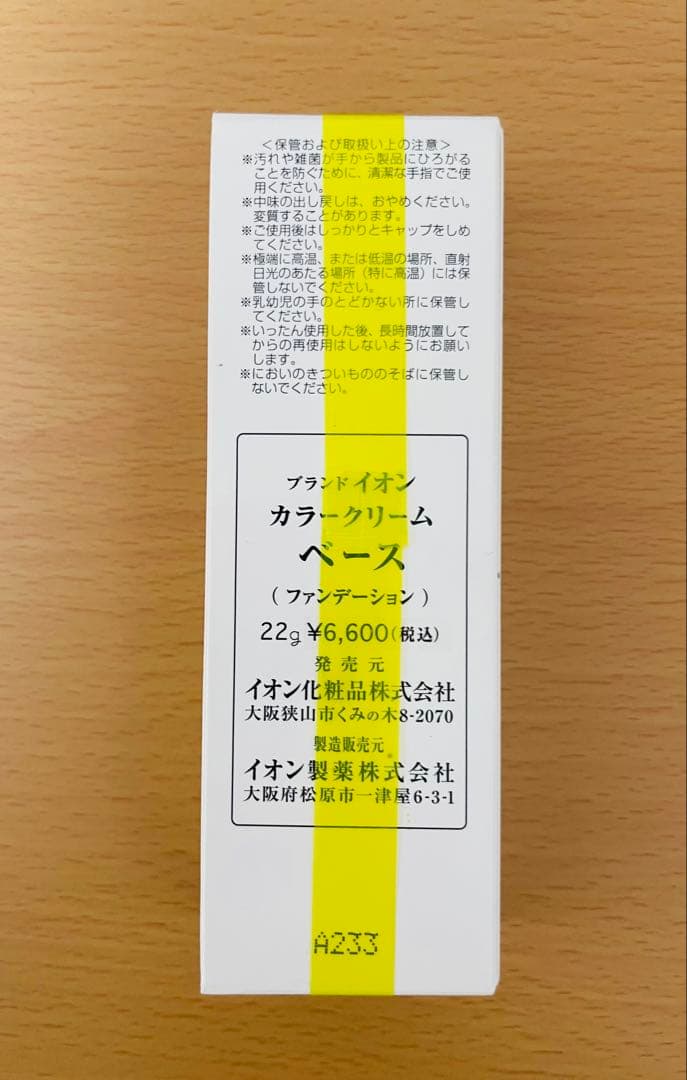 ＜保管および取扱い上の注意＞
※汚れや雑菌が手から製品にひろがる
ことを防ぐために、清潔な手指でご使
用ください。
※中味の出し戻しは、おやめください。
変質することがあります。
※ご使用後はしっかりとキャップをしめ
てください。
※極端に高温、または低温の場所、直射
日光のあたる場所（特に高温）には保
管しないでください。
※乳幼児の手のとどかない所に保管し
てください。
※いったん使用した後、長時間放置して
からの再使用はしないようにお願い
します。
※においのきついもののそばに保管し
ないでください。
ブランド イオン
カラークリーム
ベース
（ファンデーション）
22g ¥6,600（税込）
発売元
イオン化粧品株式会社
大阪狭山市くみの木8-2070
製造販売元
イオン製薬株式会社
大阪府松原市一津屋6-3-1
A233